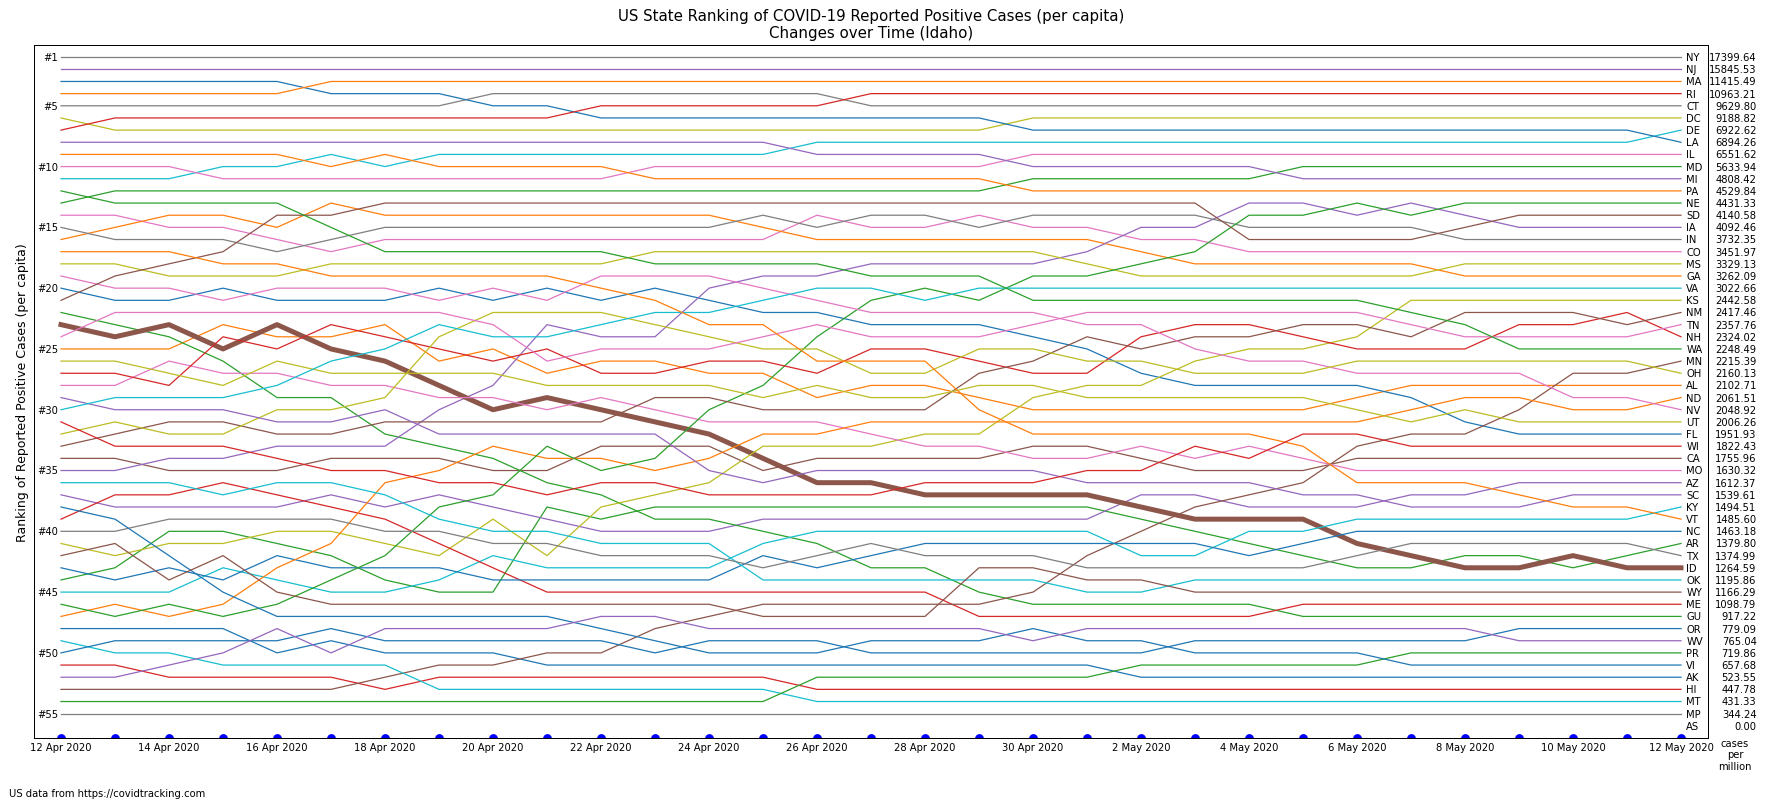 US State Ranking of COVID-19 Reported Positive Cases (per capita)
Changes over Time (Idaho)
Ranking of Reported Positive Cases (per capita)
#1
#5
#10
#15
#20
#25
#30
#35
#40
#45
#50
#55
NY 17399.64
NJ 15845.53
MA 11415.49
RI 10963.21
CT 9629.80
DC 9188.82
DE 6922.62
LA 6894.26
IL 6551.62
MD 5633.94
MI 4808.42
PA 4529.84
NE 4431.33
SD 4140.58
IA 4092.46
IN 3732.35
CO 3451.97
MS 3329.13
GA 3262.09
VA 3022.66
KS 2442.58
NM 2417.46
TN 2357.76
NH 2324.02
WA 2248.49
MN 2215.39
OH 2160.13
AL 2102.71
ND 2061.51
NV 2048.92
UT 2006.26
FL 1951.93
WI 1822.43
CA 1755.96
MO 1630.32
AZ 1612.37
SC 1539.61
KY 1494.51
VT 1485.60
NC 1463.18
AR 1379.80
TX 1374.99
ID 1264.59
OK 1195.86
WY 1166.29
ME 1098.79
GU 917.22
OR 779.09
WV 765.04
PR 719.86
VI 657.68
AK 523.55
HI 447.78
MT 431.33
MP 344.24
AS 0.00
12 Apr 2020 14 Apr 2020 16 Apr 2020 18 Apr 2020 20 Apr 2020 22 Apr 2020 24 Apr 2020 26 Apr 2020 28 Apr 2020 30 Apr 2020 2 May 2020 4 May 2020 6 May 2020 8 May 2020 10 May 2020 12 May 2020
cases
per
million
US data from https://covidtracking.com